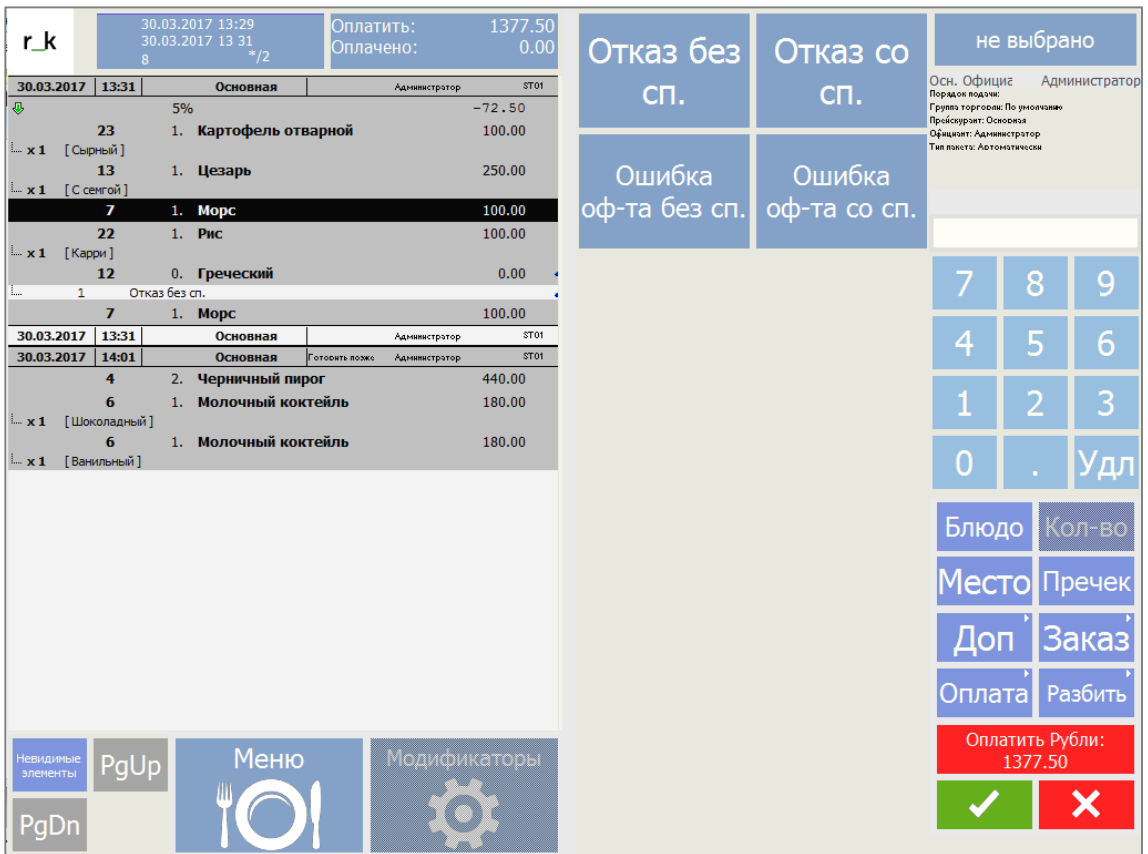 r_k
30.03.2017 13:29
30.03.2017 13 31
8 */2
Оплатить: 1377.50
Оплачено: 0.00
30.03.2017 13:31 Основная Администратор ST01
5% -72.50
23 1. Картофель отварной 100.00
x 1 [Сырный]
13 1. Цезарь 250.00
x 1 [С семгой]
7 1. Морс 100.00
22 1. Рис 100.00
x 1 [Карри]
12 0. Греческий 0.00
1 Отказ без сп.
7 1. Морс 100.00
30.03.2017 13:31 Основная Администратор ST01
30.03.2017 14:01 Основная Готовить позже Администратор ST01
4 2. Черничный пирог 440.00
6 1. Молочный коктейль 180.00
x 1 [Шоколадный]
6 1. Молочный коктейль 180.00
x 1 [Ванильный]
Невидимые
элементы
PgUp
PgDn
Меню
Модификаторы
Отказ без
сп.
Отказ со
сп.
Ошибка
оф-та без сп.
Ошибка
оф-та со сп.
не выбрано
Осн. Официа Администратор
Порядок подачи:
Группа торговли: По умолчанию
Прейскурант: Основная
Официант: Администратор
Тип пакета: Автоматически
7 8 9
4 5 6
1 2 3
0 . Удл
Блюдо Кол-во
Место Пречек
Доп Заказ
Оплата Разбить
Оплатить Рубли:
1377.50